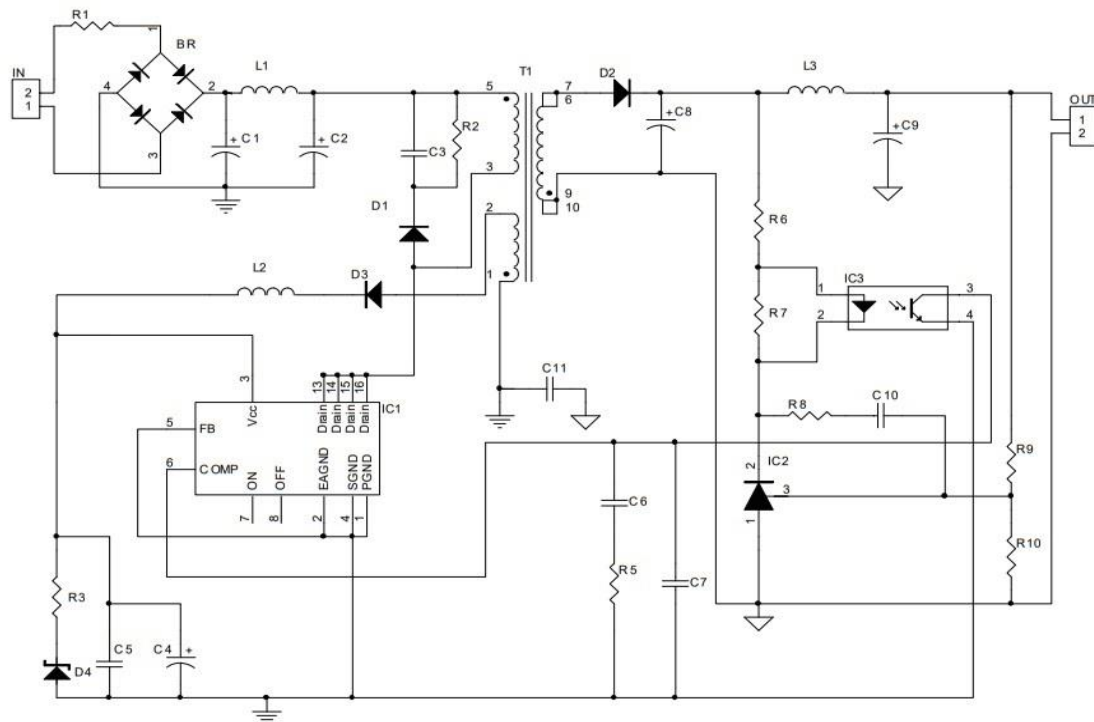 R1
1
BR
IN
2
1
4
2
3
L1
C1
+
C2
+
C3
R2
T1
5
3
2
1
7
6
9
10
D2
C8
+
L3
C9
+
OUT
1
2
D1
L2
D3
R6
R7
IC3
1
2
3
4
C11
3
13
14
15
16
IC1
5
FB
Vcc
Drain
Drain
Drain
Drain
6
COMP
ON
OFF
EAGND
SGND
PGND
7
8
2
4
1
R8
C10
IC2
2
3
1
R9
R10
C6
R5
C7
R3
D4
C5
C4
+